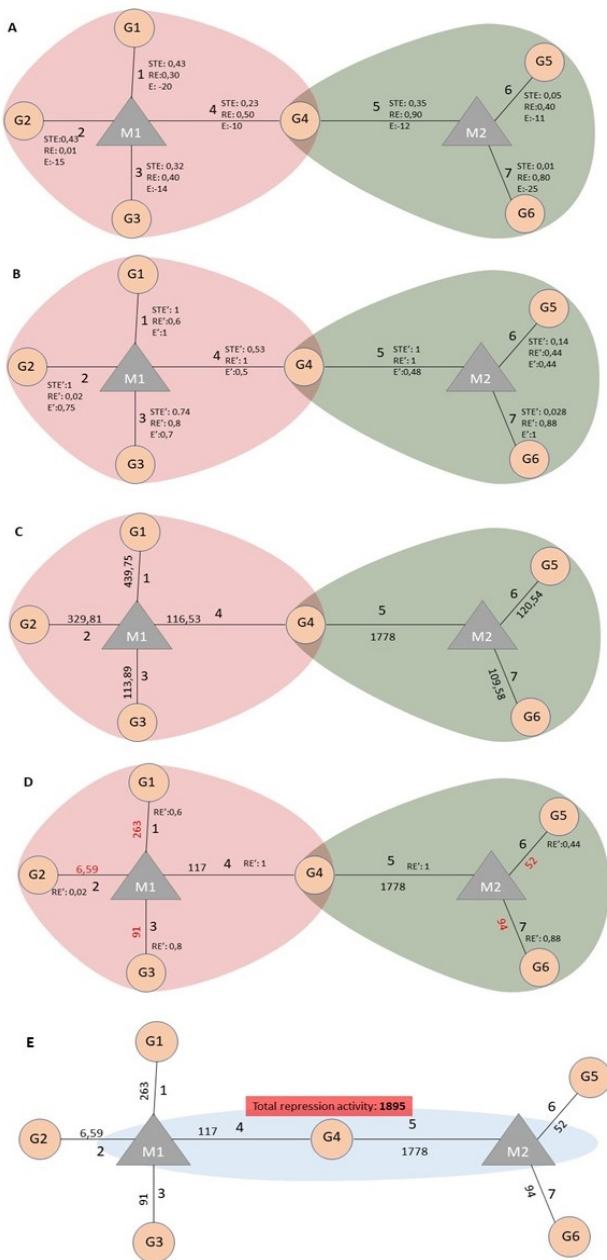 A
G1
1
STE: 0,43
RE:0,30
E: -20
G2
2
STE:0,43
RE: 0,01
E:-15
M1
3
STE: 0,32
RE: 0,40
E:-14
G3
4
STE: 0,23
RE: 0,50
E:-10
G4
5
STE: 0,35
RE: 0,90
E:-12
M2
6
STE: 0,05
RE:0,40
E:-11
G5
7
STE: 0,01
RE: 0,80
E:-25
G6
B
G1
1
STE': 1
RE':0,6
E':1
G2
2
STE':1
RE': 0,02
E':0,75
M1
3
STE': 0.74
RE': 0,8
E': 0,7
G3
4
STE': 0,53
RE': 1
E':0,5
G4
5
STE': 1
RE': 1
E':0,48
M2
6
STE': 0,14
RE':0,44
E':0,44
G5
7
STE': 0,028
RE': 0,88
E':1
G6
C
G1
439,75
1
G2
329,81
2
M1
113,89
3
G3
116,53
4
G4
5
1778
M2
6
120,54
G5
7
109,58
G6
D
G1
RE':0,6
263
1
G2
6,59
2
RE': 0,02
M1
91
3
RE': 0,8
G3
117
4
RE': 1
G4
5
RE': 1
1778
M2
6
52
RE':0,44
G5
94
7
RE': 0,88
G6
E
G1
263
1
Total repression activity: 1895
G2
6,59
2
M1
91
3
G3
117
4
G4
5
1778
M2
6
52
G5
94
7
G6